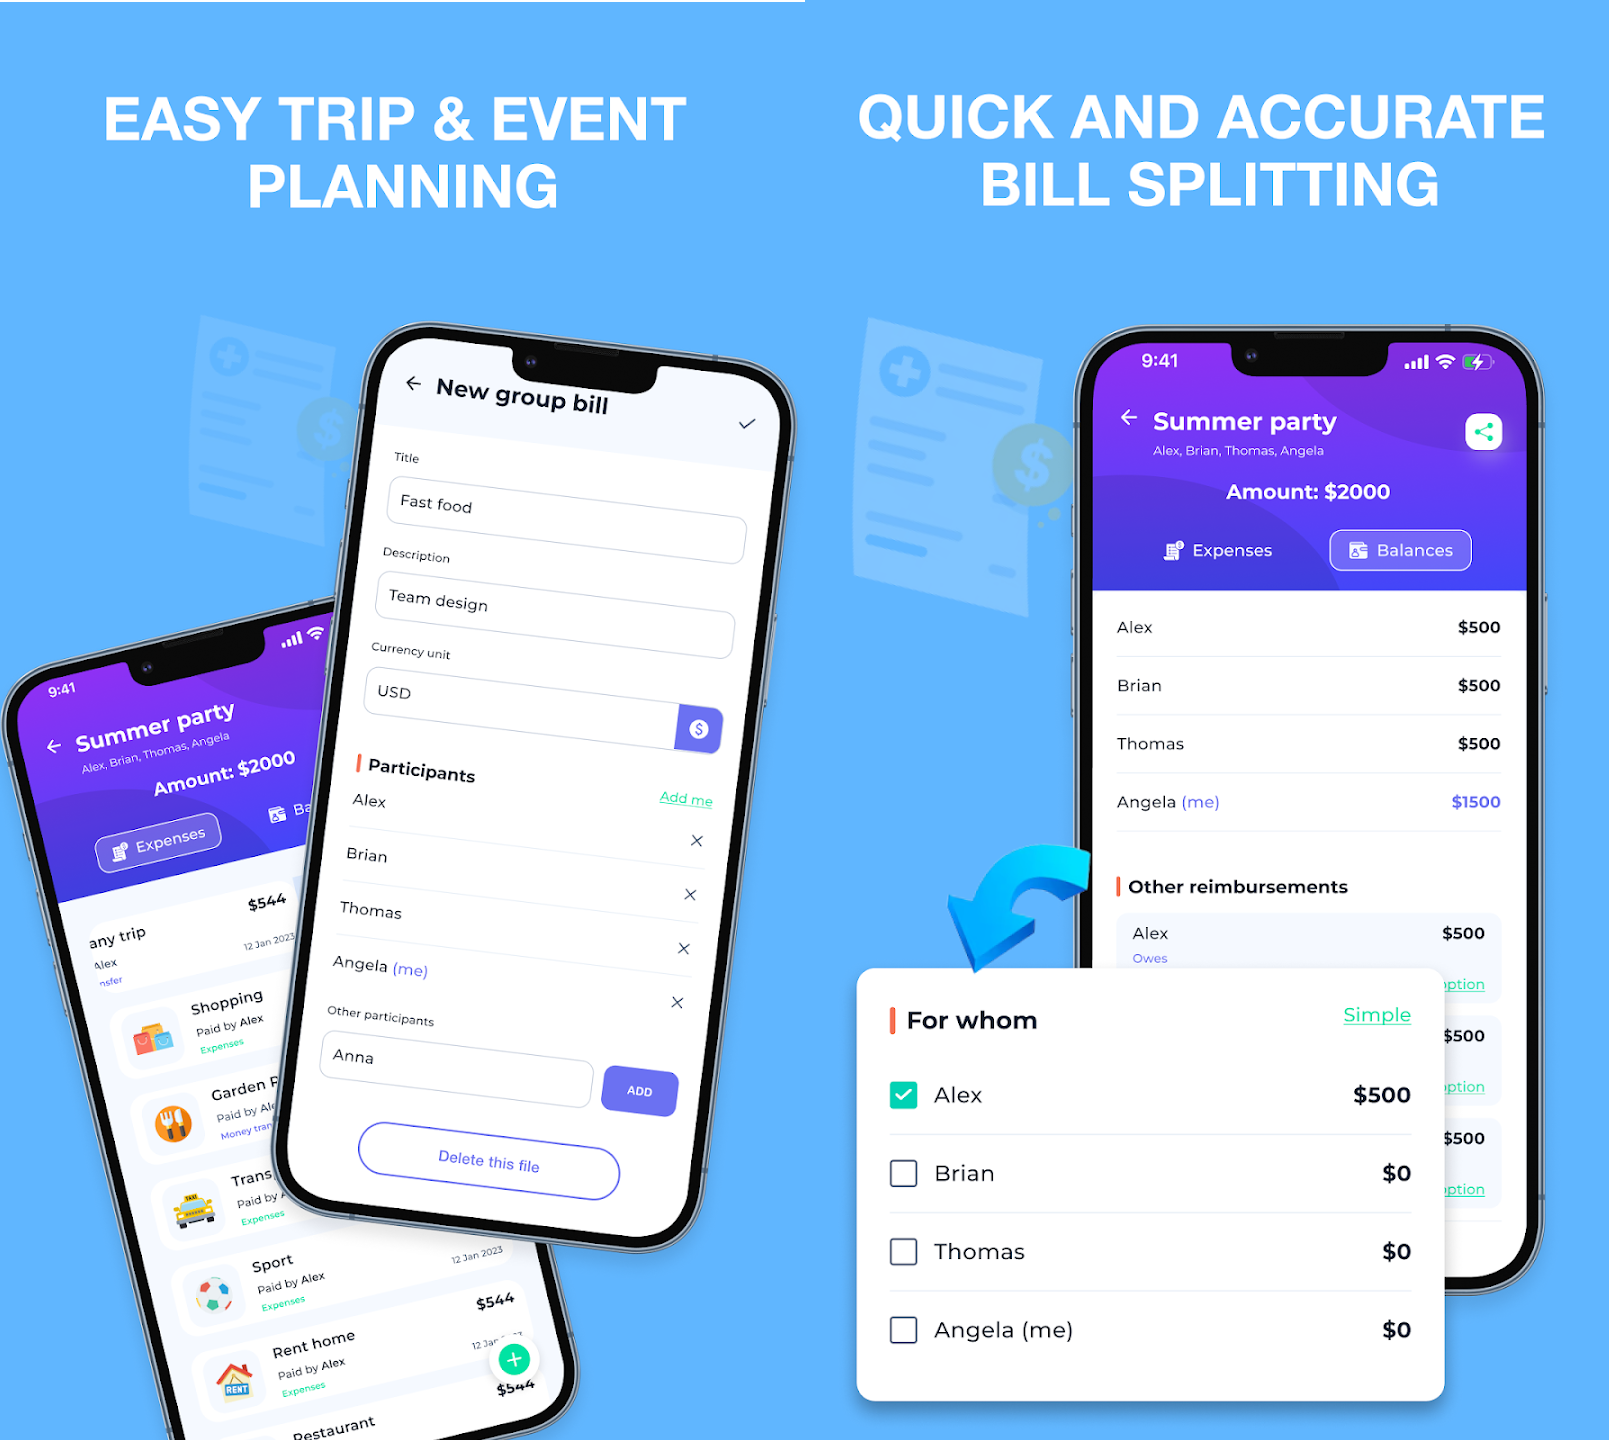 EASY TRIP & EVENT
PLANNING
New group bill
Title
Fast food
Description
Team design
Currency unit
USD
$
Participants
Add me
Alex
Brian
Thomas
Angela (me)
Other participants
Anna
ADD
Delete this file
9:41
Summer party
Alex, Brian, Thomas, Angela
Amount: $2000
Expenses
Ba
$544
any trip
12 Jan 2023
Alex
nsfer
Shopping
Paid by Alex
Expenses
Garden
Paid by Ale
Money tran
TAXI
Trans
Paid by
Expenses
12 Jan 2023
Sport
Paid by Alex
Expenses
$544
RENT
Rent home
12 Jan
Paid by Alex
Expenses
$544
Restaurant
QUICK AND ACCURATE
BILL SPLITTING
$
9:41
Summer party
Alex, Brian, Thomas, Angela
Amount: $2000
Expenses
Balances
Alex $500
Brian $500
Thomas $500
Angela (me) $1500
Other reimbursements
Alex $500
Owes
ption
$500
ption
$500
ption
For whom Simple
Alex $500
Brian $0
Thomas $0
Angela (me) $0